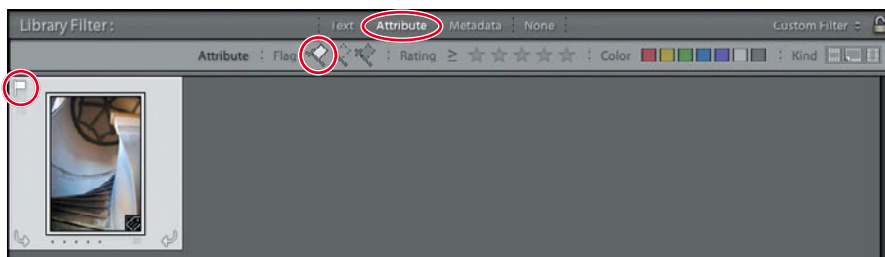 Library Filter: Text Attribute Metadata None Custom Filter
Attribute Flag Rating ≥ Color Kind